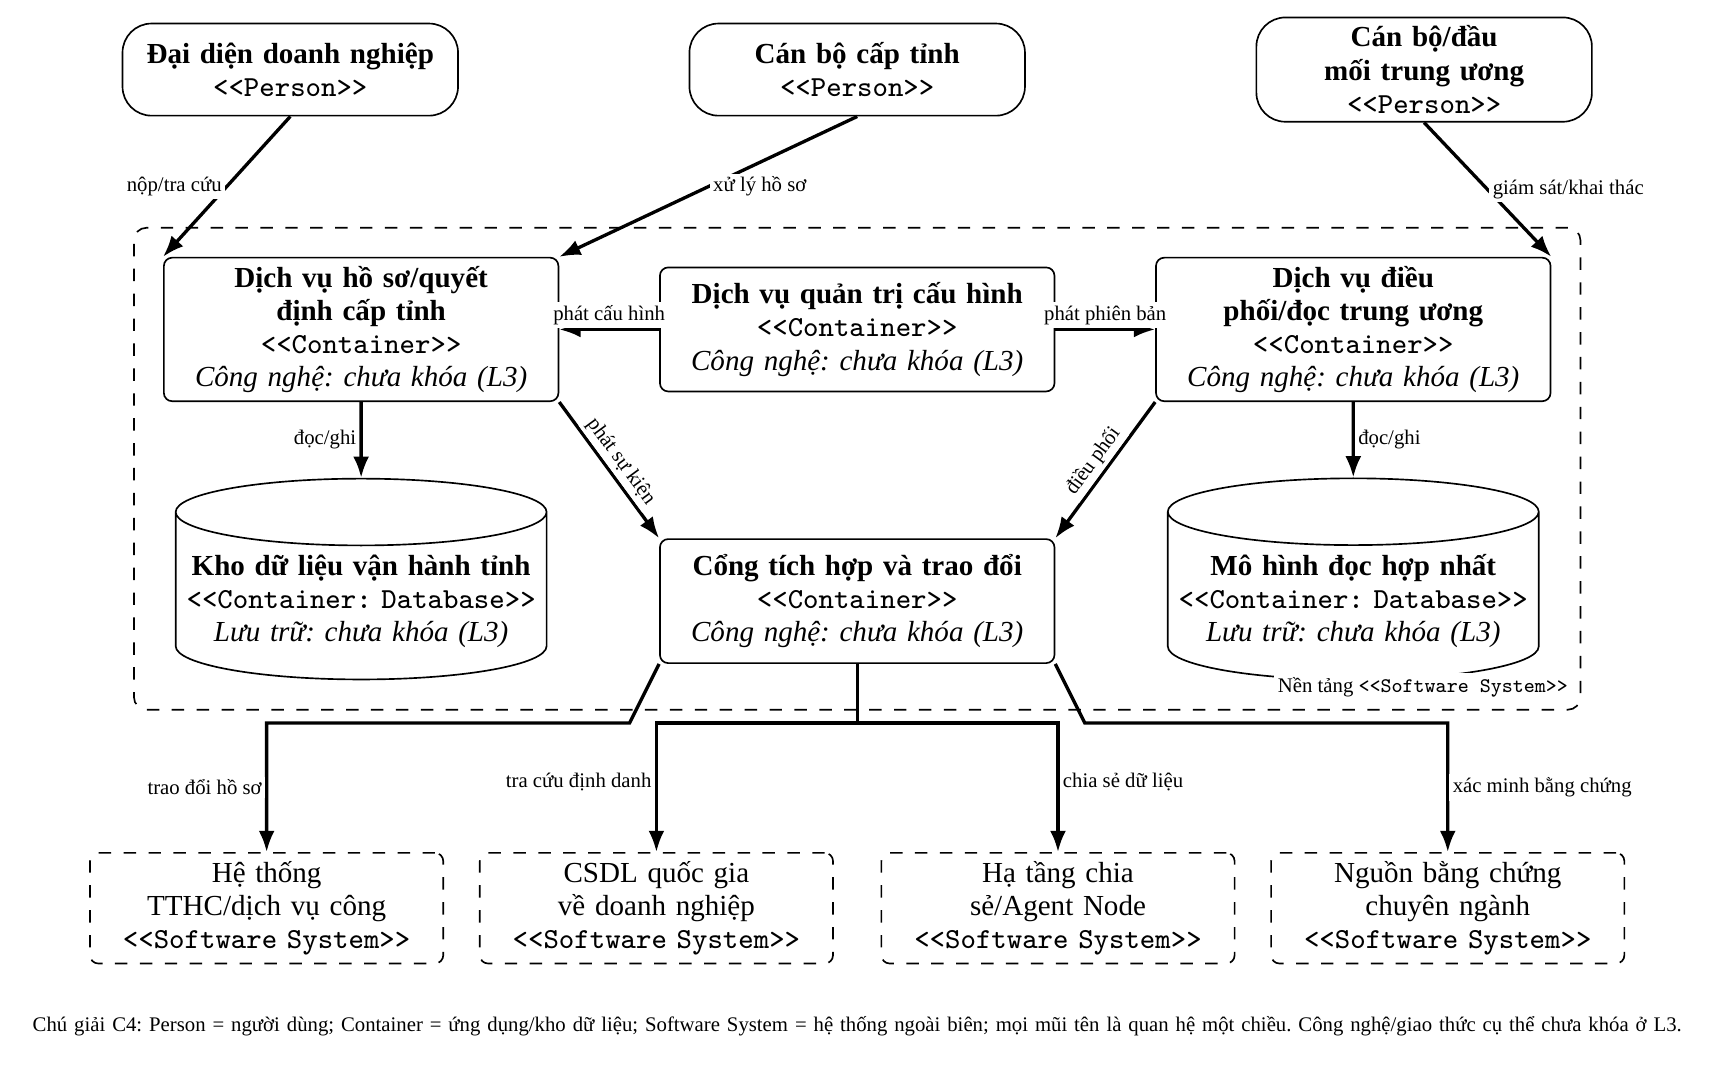 Đại diện doanh nghiệp
<<Person>>
Cán bộ cấp tỉnh
<<Person>>
Cán bộ/đầu
mối trung ương
<<Person>>
nộp/tra cứu
xử lý hồ sơ
giám sát/khai thác
Dịch vụ hồ sơ/quyết
định cấp tỉnh
<<Container>>
Công nghệ: chưa khóa (L3)
phát cấu hình
Dịch vụ quản trị cấu hình
<<Container>>
Công nghệ: chưa khóa (L3)
phát phiên bản
Dịch vụ điều
phối/đọc trung ương
<<Container>>
Công nghệ: chưa khóa (L3)
đọc/ghi
phát sự kiện
điều phối
đọc/ghi
Kho dữ liệu vận hành tỉnh
<<Container: Database>>
Lưu trữ: chưa khóa (L3)
Cổng tích hợp và trao đổi
<<Container>>
Công nghệ: chưa khóa (L3)
Mô hình đọc hợp nhất
<<Container: Database>>
Lưu trữ: chưa khóa (L3)
Nền tảng <<Software System>>
trao đổi hồ sơ
tra cứu định danh
chia sẻ dữ liệu
xác minh bằng chứng
Hệ thống
TTHC/dịch vụ công
<<Software System>>
CSDL quốc gia
về doanh nghiệp
<<Software System>>
Hạ tầng chia
sẻ/Agent Node
<<Software System>>
Nguồn bằng chứng
chuyên ngành
<<Software System>>
Chú giải C4: Person = người dùng; Container = ứng dụng/kho dữ liệu; Software System = hệ thống ngoài biên; mọi mũi tên là quan hệ một chiều. Công nghệ/giao thức cụ thể chưa khóa ở L3.